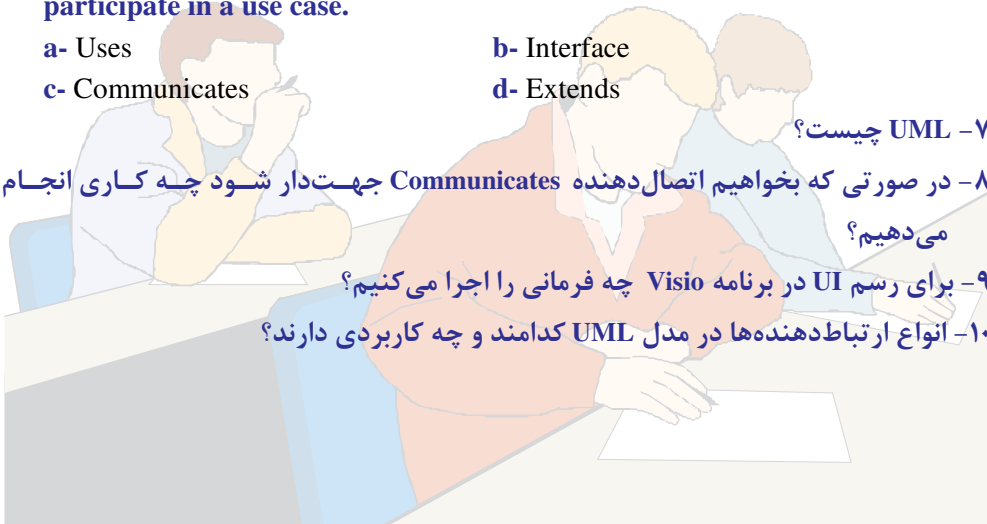 participate in a use case.
a- Uses b- Interface
c- Communicates d- Extends
۷- UML چیست؟
۸- در صورتی که بخواهیم اتصال‌دهنده Communicates جهت‌دار شود چه کاری انجام
می‌دهیم؟
۹- برای رسم UI در برنامه Visio چه فرمانی را اجرا می‌کنیم؟
۱۰- انواع ارتباط‌دهنده‌ها در مدل UML کدامند و چه کاربردی دارند؟